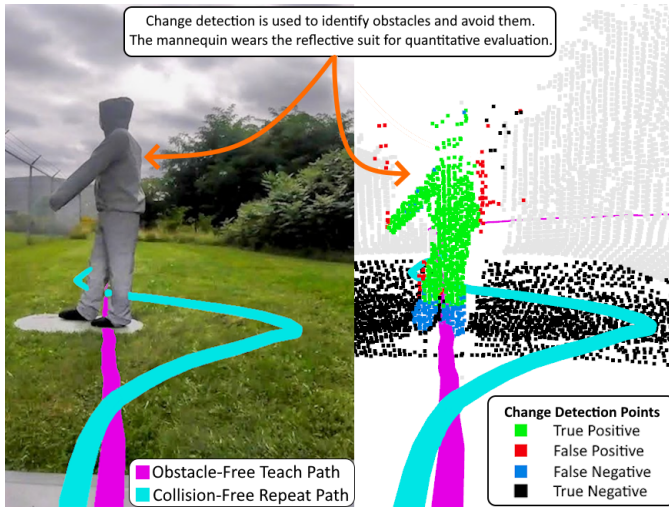 Change detection is used to identify obstacles and avoid them.
The mannequin wears the reflective suit for quantitative evaluation.
Obstacle-Free Teach Path
Collision-Free Repeat Path
Change Detection Points
True Positive
False Positive
False Negative
True Negative